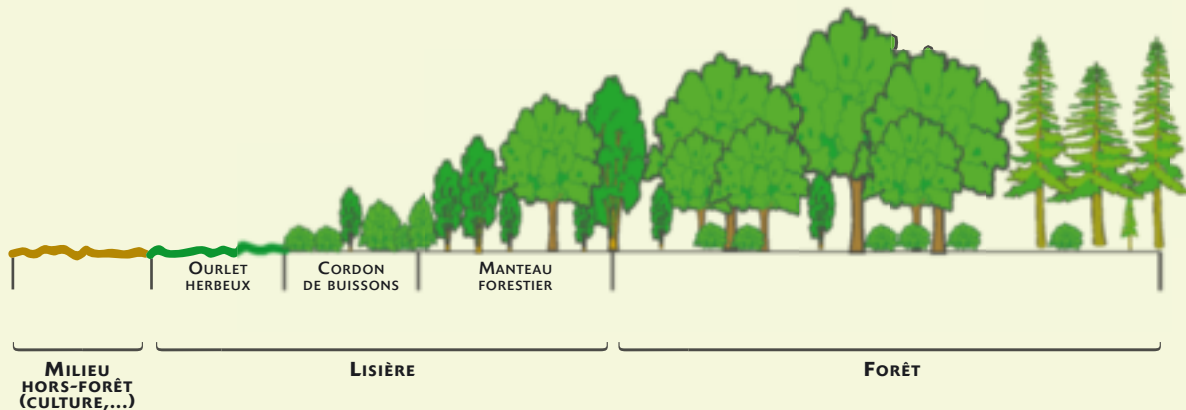 Ourlet
herbeux
Cordon
de buissons
Manteau
forestier
Milieu
hors-forêt
(culture,...)
Lisière
Forêt